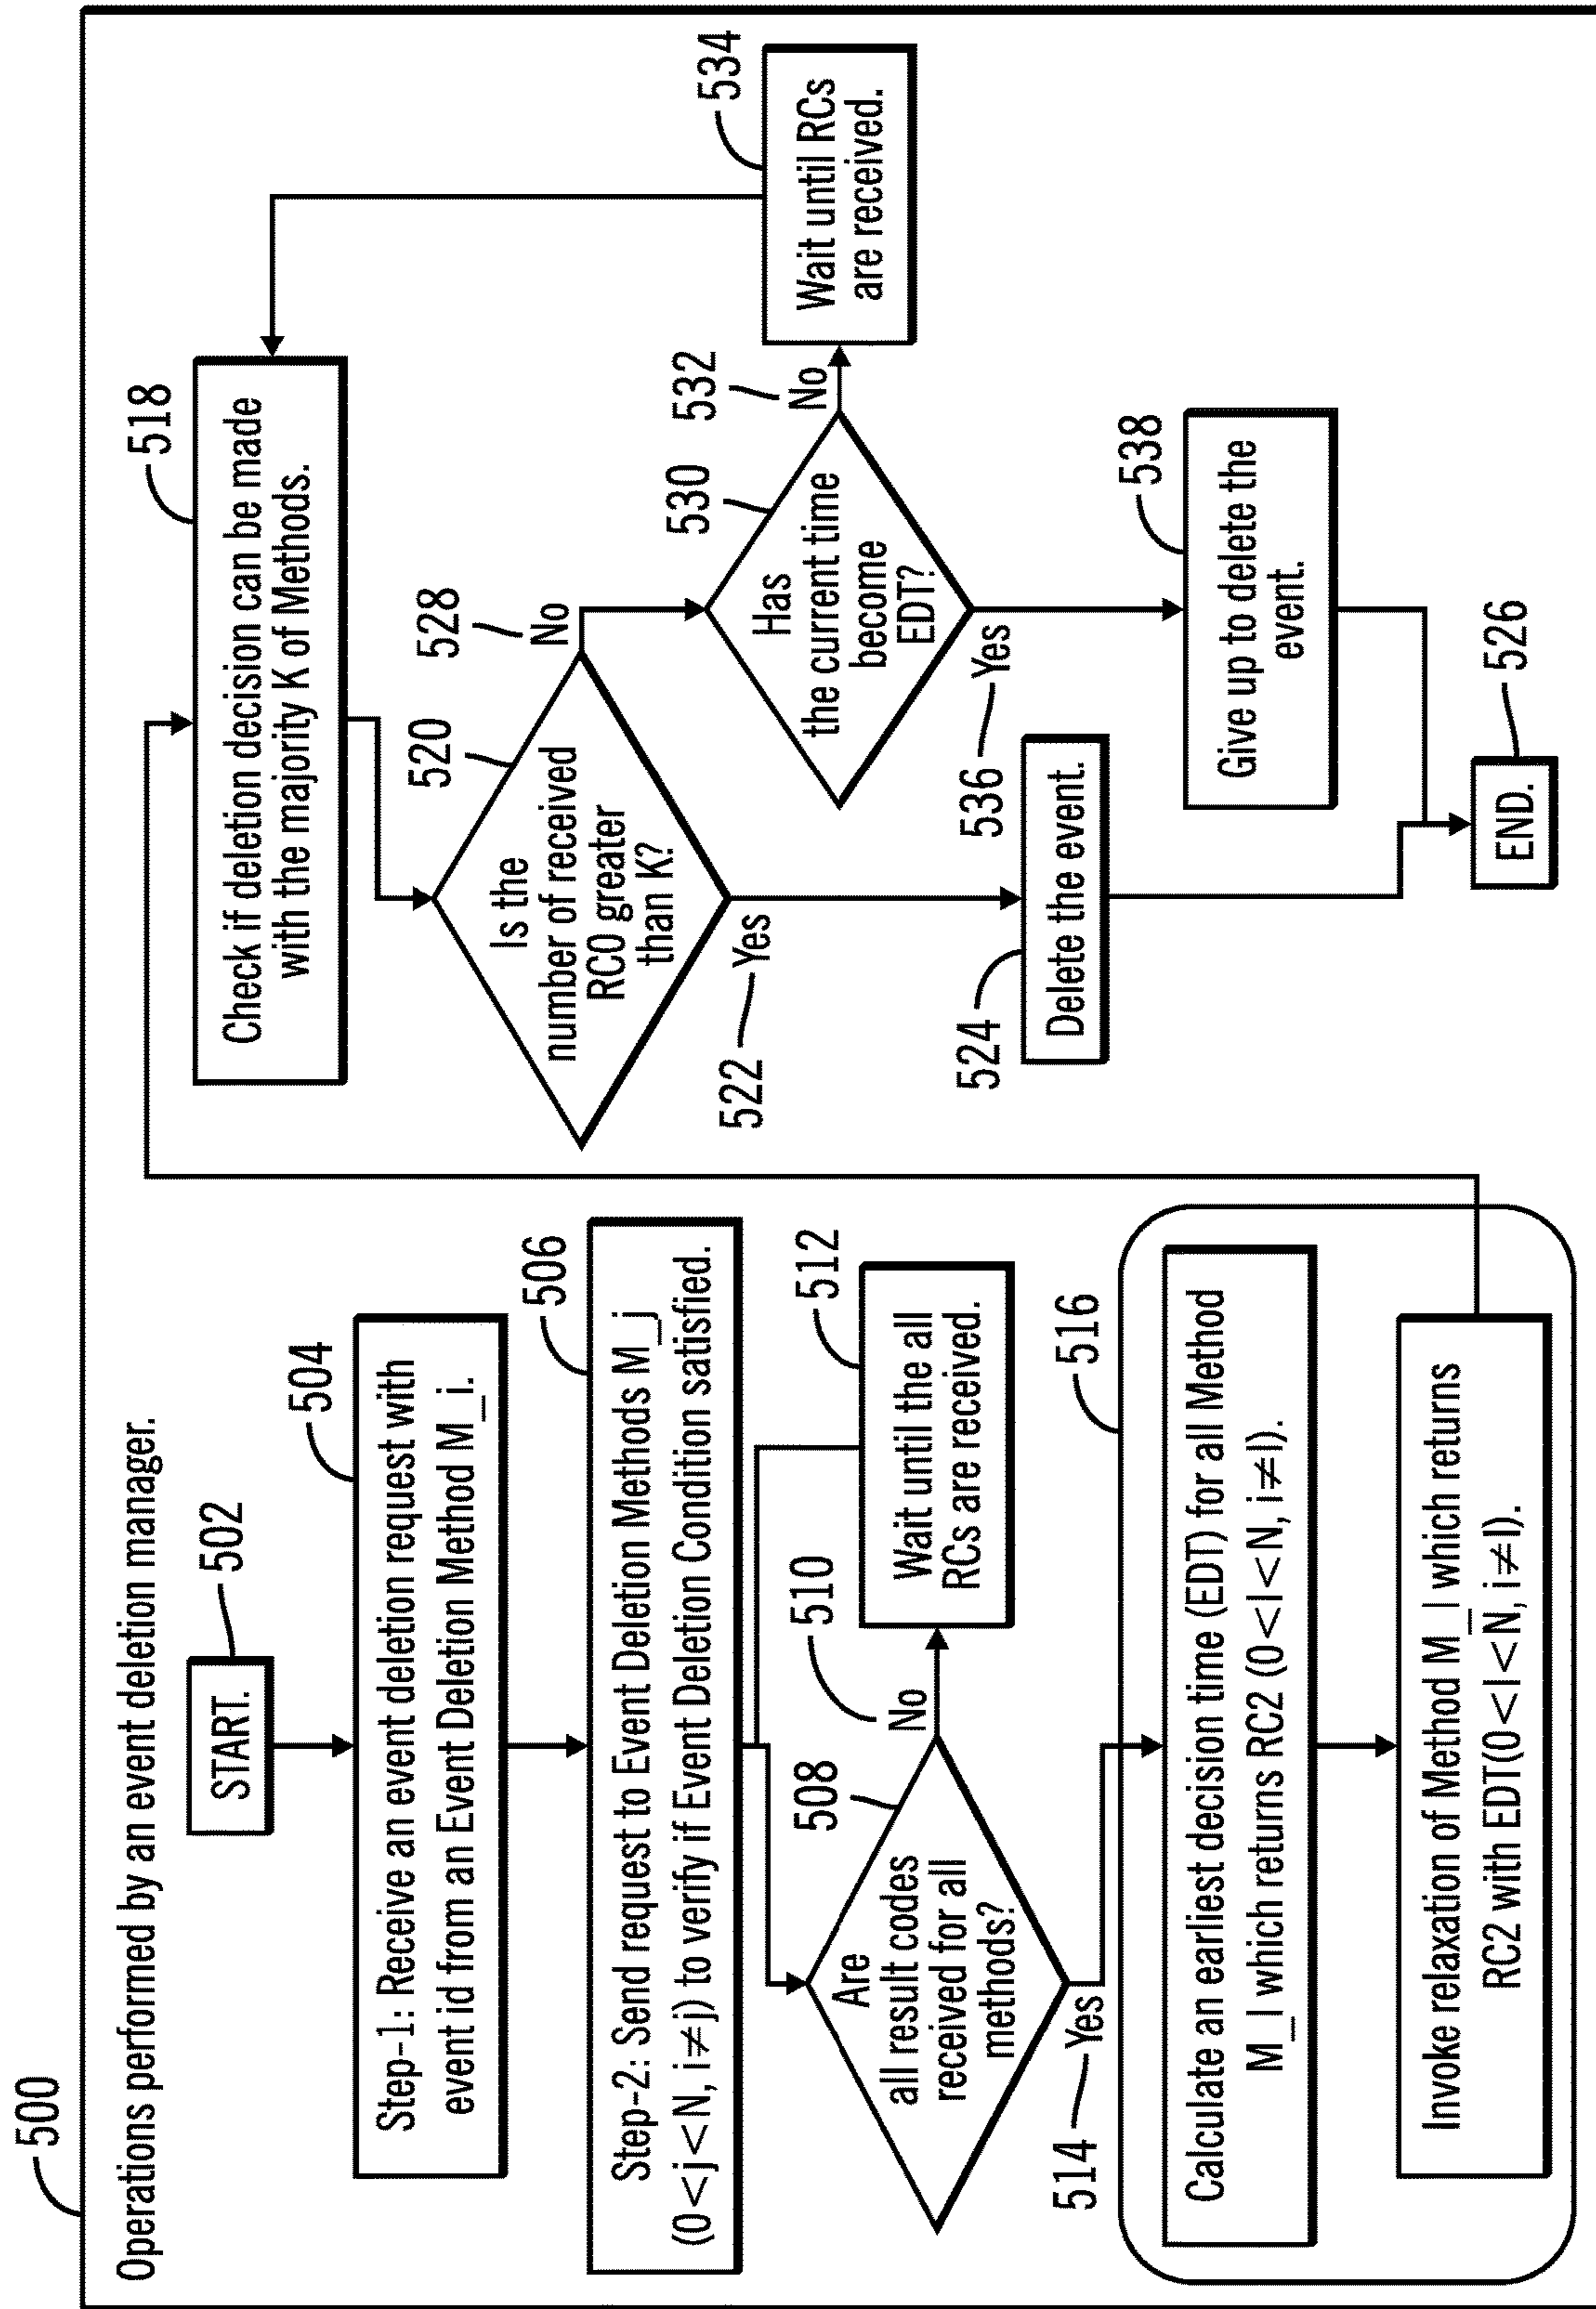 500
Operations performed by an event deletion manager.
START.
502
504
Step-1: Receive an event deletion request with
event id from an Event Deletion Method M_i.
506
Step-2: Send request to Event Deletion Methods M_j
(0<j<N, i≠j) to verify if Event Deletion Condition satisfied.
508
Are
all result codes
received for all
methods?
510
No
512
Wait until the all
RCs are received.
514
Yes
516
Calculate an earliest decision time (EDT) for all Method
M_l which returns RC2 (0<l<N, i≠l).
Invoke relaxation of Method M_l which returns
RC2 with EDT(0<l<N, i≠l).
518
Check if deletion decision can be made
with the majority K of Methods.
520
Is the
number of received
RC0 greater
than K?
522
Yes
524
Delete the event.
526
END.
528
No
530
Has
the current time
become
EDT?
532
No
534
Wait until RCs
are received.
536
Yes
538
Give up to delete the
event.